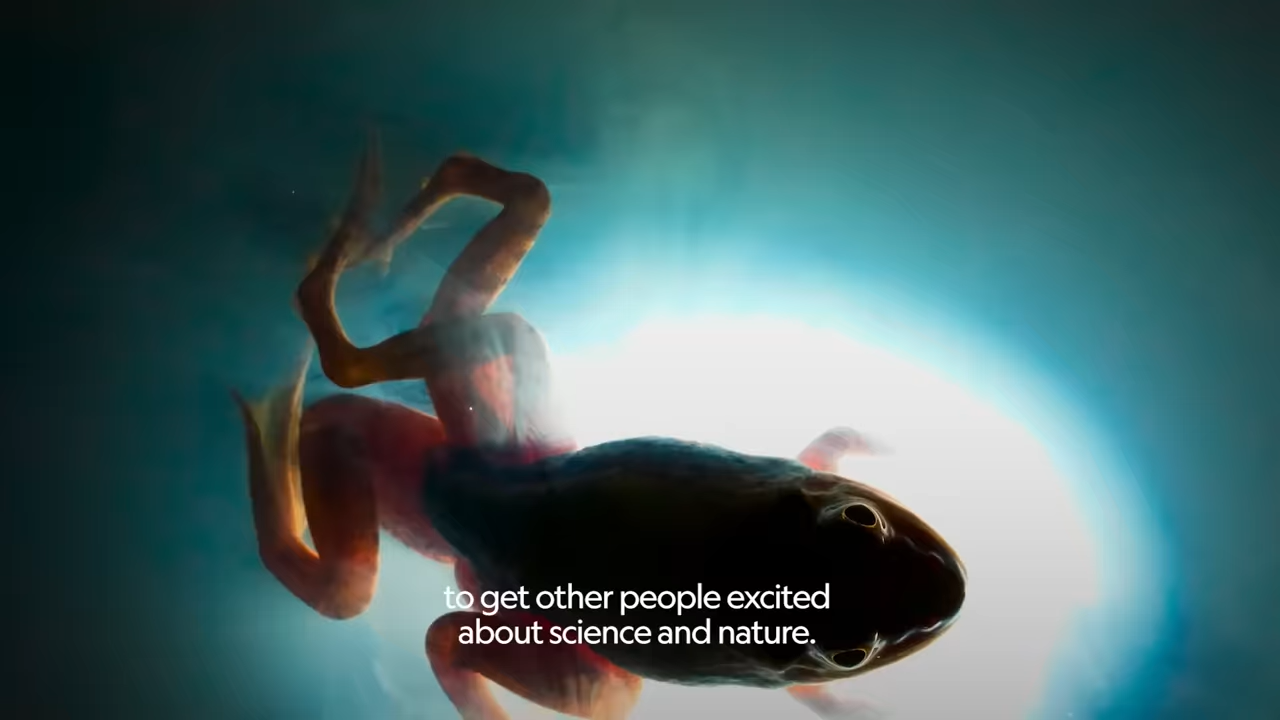 to get other people excited
about science and nature.